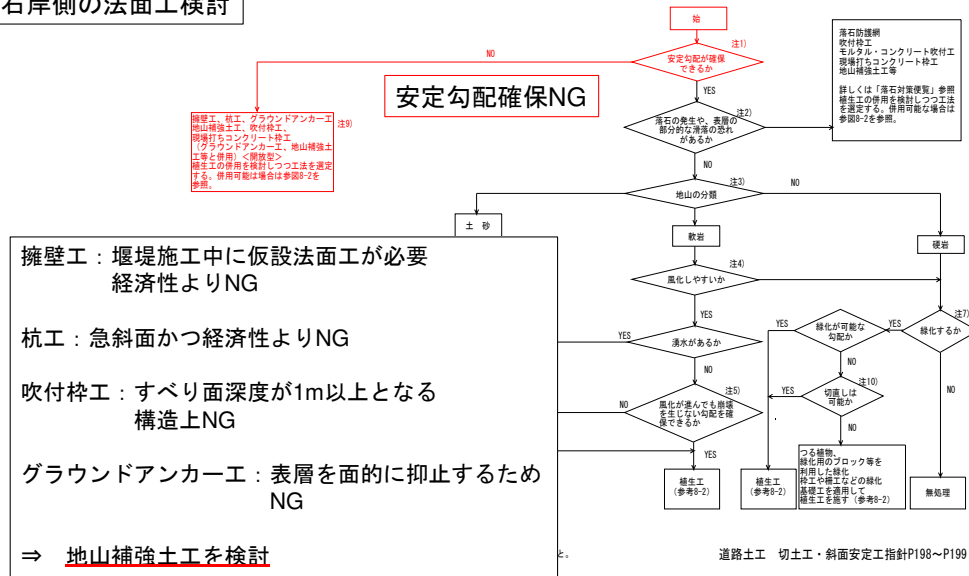 右岸側の法面工検討
始
注1)
安定勾配が確保
できるか
NO
YES
安定勾配確保NG
落石防護網
吹付枠工
モルタル・コンクリート吹付工
現場打ちコンクリート枠工
地山補強土工等
詳しくは「落石対策便覧」参照
植生工の併用を検討しつつ工法
を選定する。併用可能な場合は
参図8-2を参照。
擁壁工、杭工、グラウンドアンカー工
地山補強土工、吹付枠工、
現場打ちコンクリート枠工
(グラウンドアンカー工、地山補強土
工等と併用)<開放型>
植生工の併用を検討しつつ工法を選定
する。併用可能は場合は参図8-2を
参照。
注9)
注2)
落石の発生や、表層の
部分的な滑落の恐れ
があるか
YES
NO
注3)
地山の分類
NO
土 砂
軟岩
硬岩
注4)
風化しやすいか
YES
注7)
緑化するか
YES
緑化が可能な
勾配か
YES
NO
湧水があるか
YES
NO
注10)
切直しは
可能か
YES
NO
注5)
風化が進んでも崩壊
を生じない勾配を確
保できるか
NO
YES
NO
植生工
(参考8-2)
植生工
(参考8-2)
つる植物、
緑化用のブロック等を
利用した緑化
枠工や柵工などの緑化
基礎工を適用して
植生工を施す(参考8-2)
無処理
擁壁工:堰堤施工中に仮設法面工が必要
経済性よりNG
杭工:急斜面かつ経済性よりNG
吹付枠工:すべり面深度が1m以上となる
構造上NG
グラウンドアンカー工:表層を面的に抑止するため
NG
⇒ 地山補強土工を検討
と。
道路土工 切土工・斜面安定工指針P198~P199